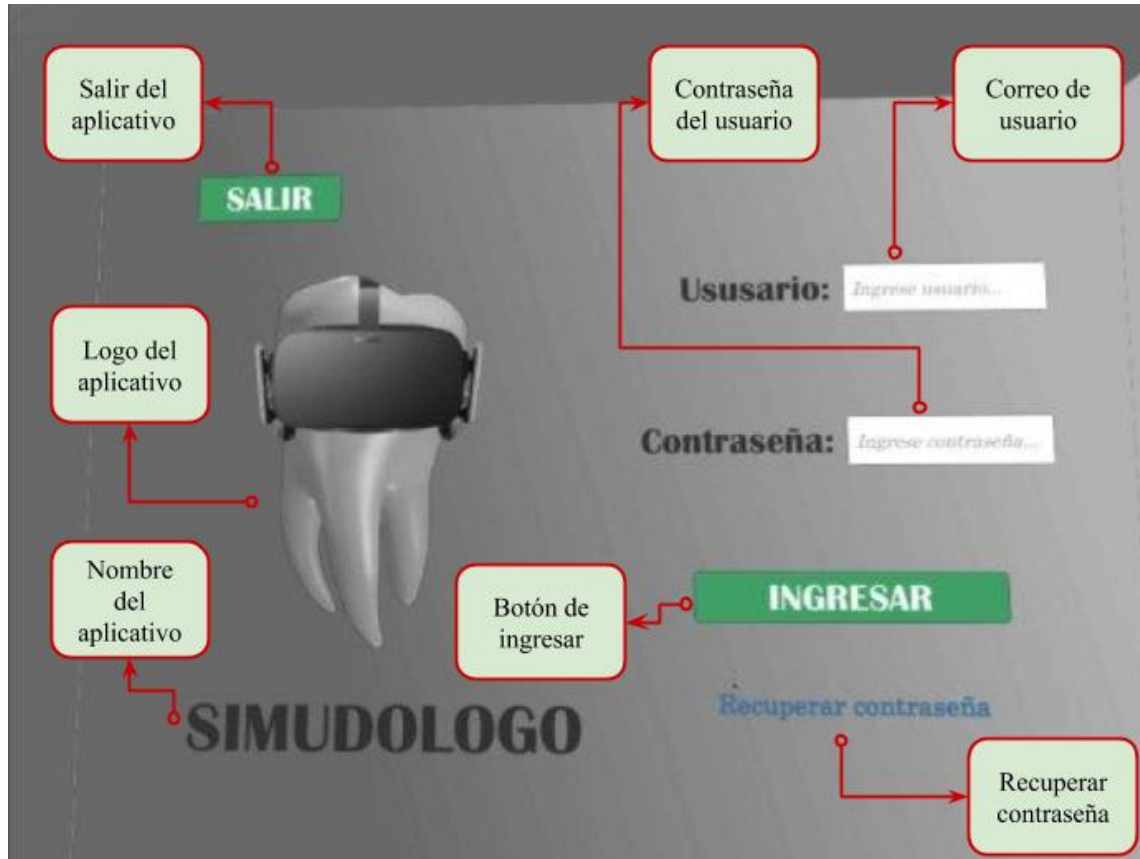 Salir del
aplicativo
Contraseña
del usuario
Correo de
usuario
SALIR
Ususario:
Ingrese usuario...
Logo del
aplicativo
Contraseña:
Ingrese contraseña...
Nombre
del
aplicativo
Botón de
ingresar
INGRESAR
SIMUDOLOGO
Recuperar contraseña
Recuperar
contraseña